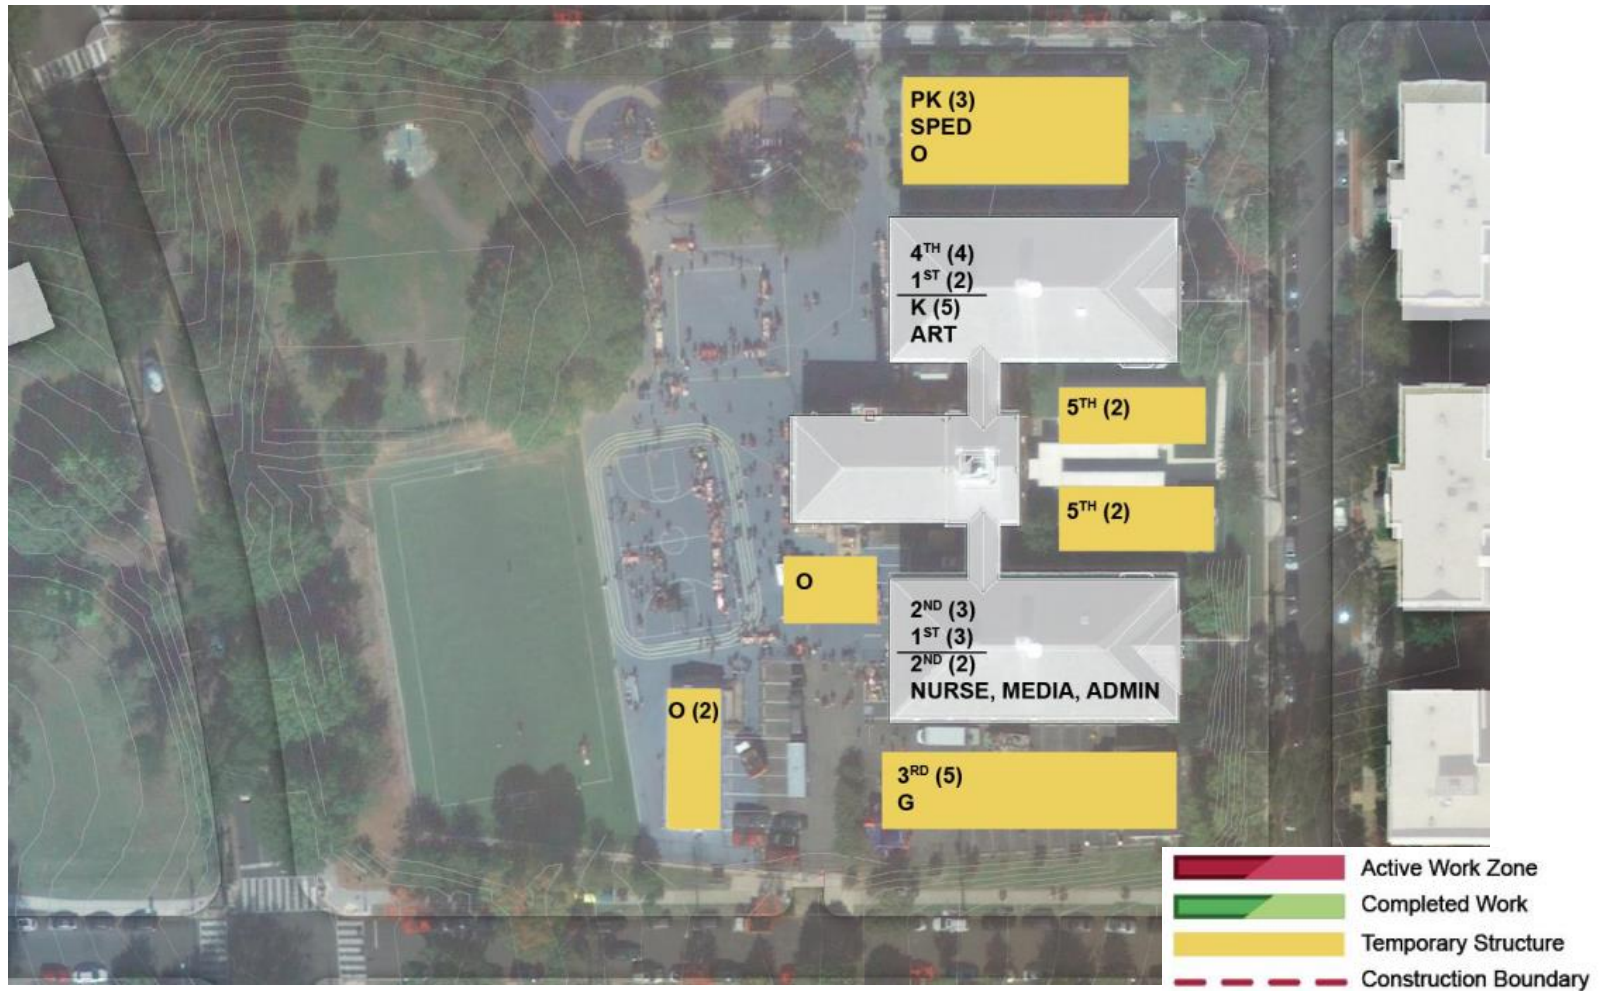 PK (3)
SPED
O
4TH (4)
1ST (2)
K (5)
ART
5TH (2)
5TH (2)
O
2ND (3)
1ST (3)
2ND (2)
NURSE, MEDIA, ADMIN
O (2)
3RD (5)
G
Active Work Zone
Completed Work
Temporary Structure
Construction Boundary